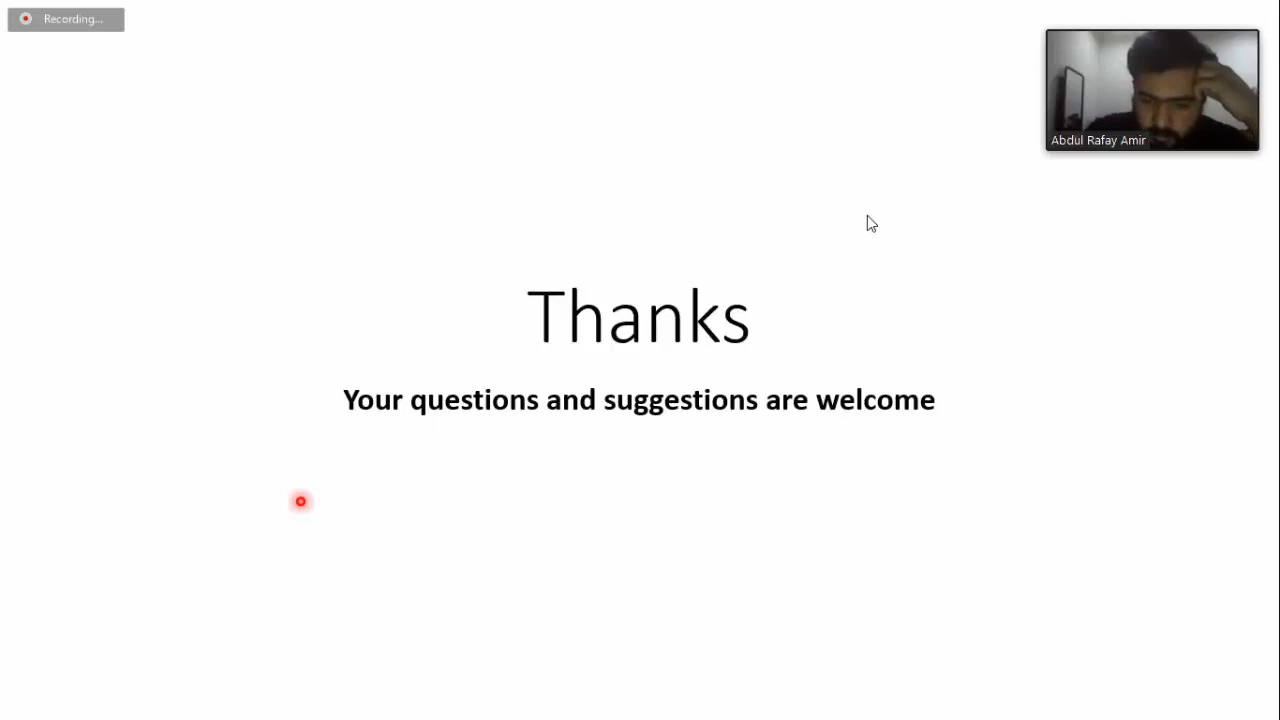 Recording...
Abdul Rafay Amir
Thanks
Your questions and suggestions are welcome